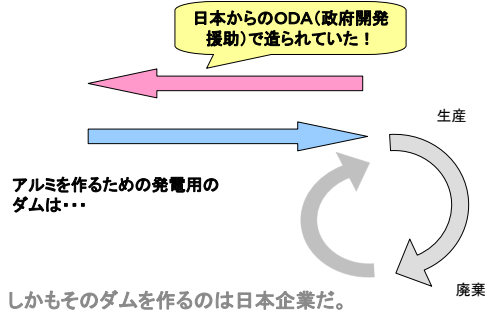 日本からのODA（政府開発
援助）で造られていた！
生産
アルミを作るための発電用の
ダムは・・・
廃棄
しかもそのダムを作るのは日本企業だ。